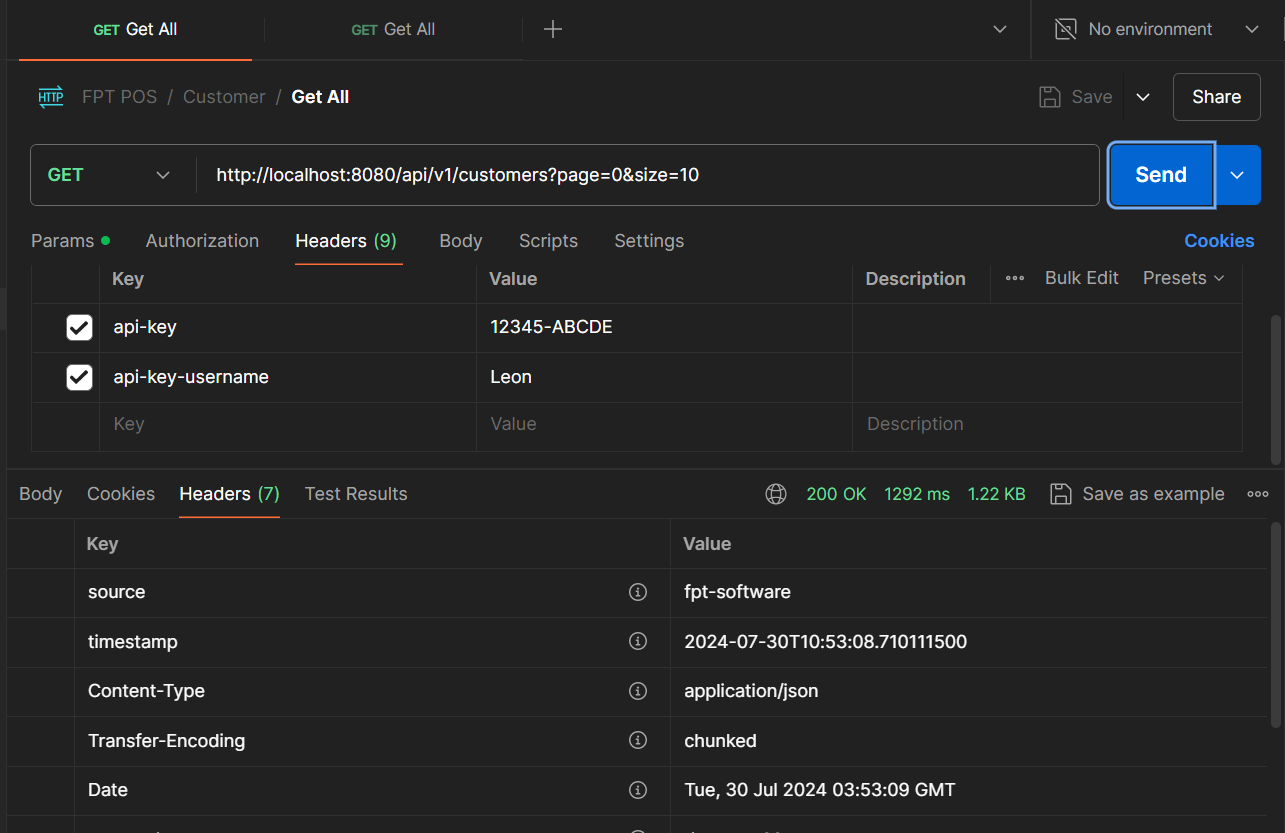 GET Get All GET Get All No environment
HTTP FPT POS / Customer / Get All Save Share
GET http://localhost:8080/api/v1/customers?page=0&size=10 Send
Params Authorization Headers (9) Body Scripts Settings Cookies
Key Value Description Bulk Edit Presets
api-key 12345-ABCDE
api-key-username Leon
Key Value Description
Body Cookies Headers (7) Test Results 200 OK 1292 ms 1.22 KB Save as example
Key Value
source fpt-software
timestamp 2024-07-30T10:53:08.710111500
Content-Type application/json
Transfer-Encoding chunked
Date Tue, 30 Jul 2024 03:53:09 GMT